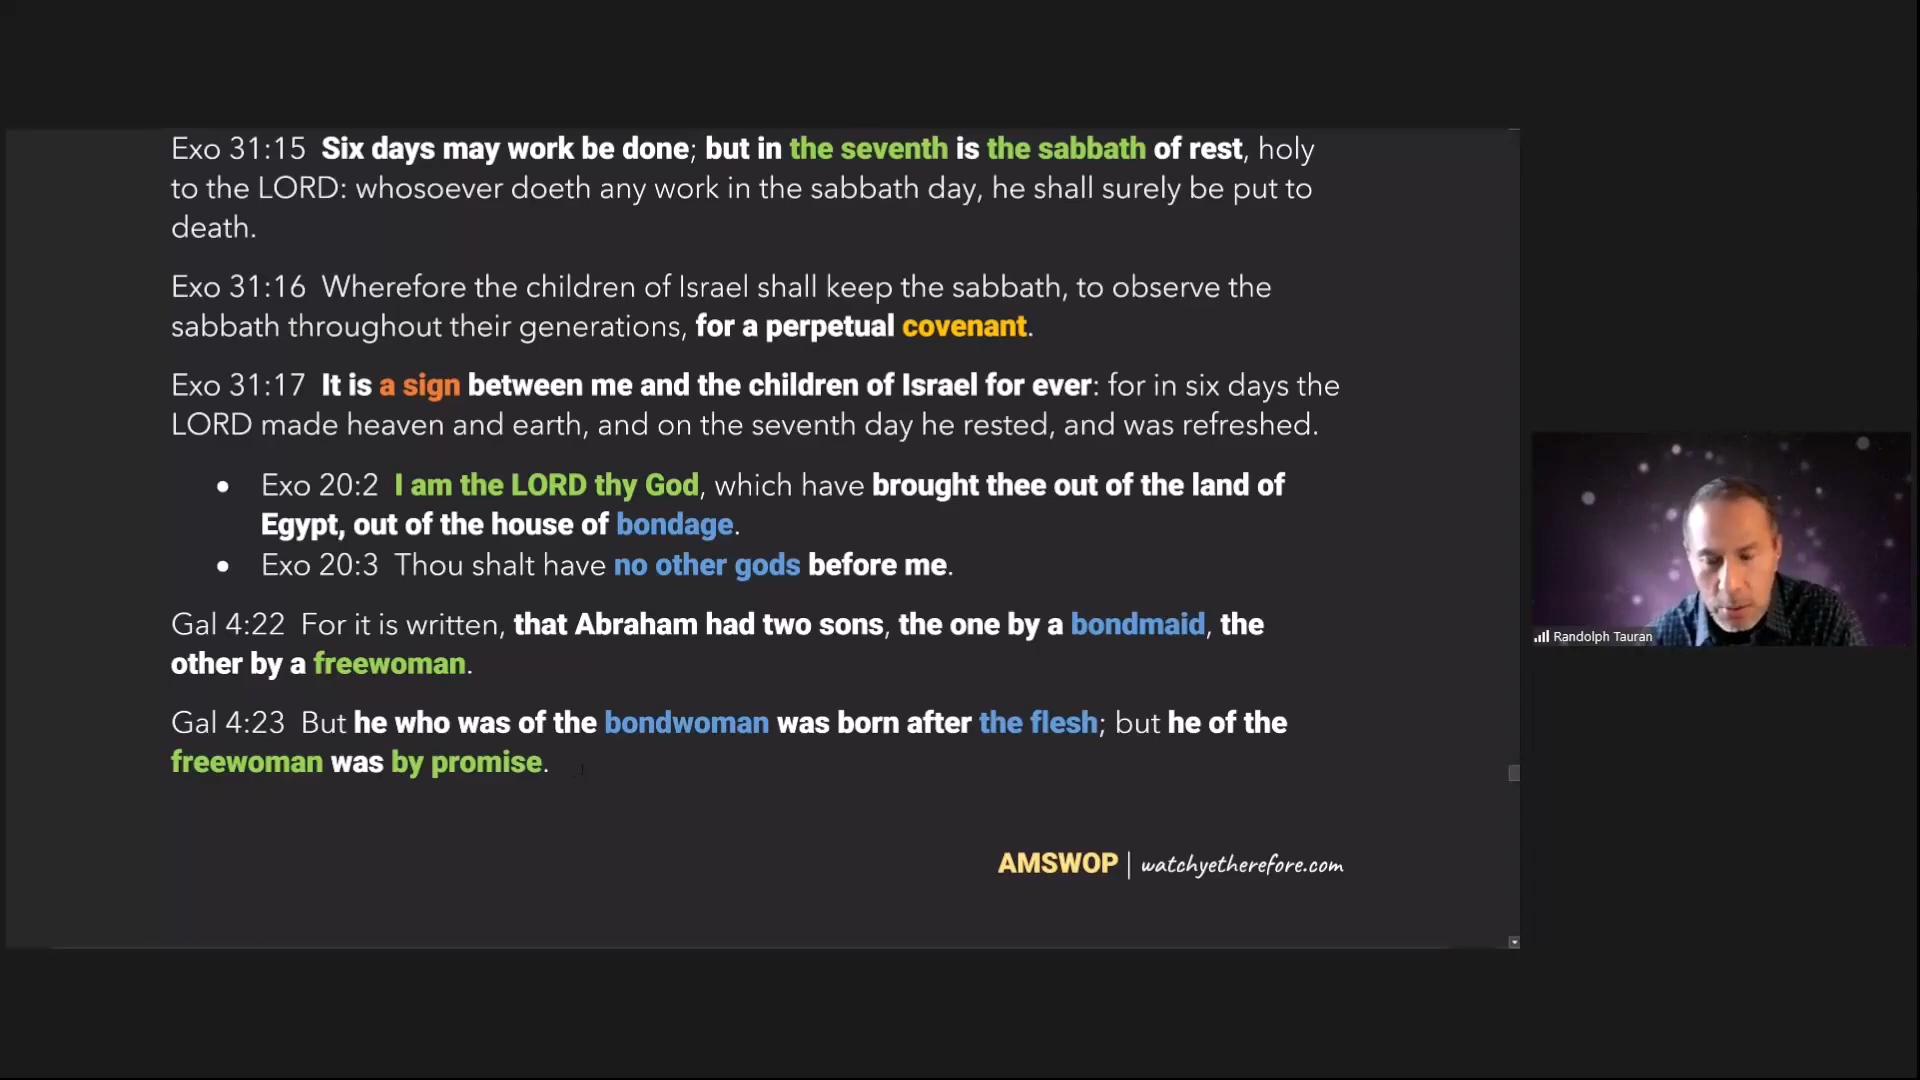 Exo 31:15  Six days may work be done; but in the seventh is the sabbath of rest, holy
to the LORD: whosoever doeth any work in the sabbath day, he shall surely be put to
death.
Exo 31:16  Wherefore the children of Israel shall keep the sabbath, to observe the
sabbath throughout their generations, for a perpetual covenant.
Exo 31:17  It is a sign between me and the children of Israel for ever: for in six days the
LORD made heaven and earth, and on the seventh day he rested, and was refreshed.
• Exo 20:2  I am the LORD thy God, which have brought thee out of the land of
Egypt, out of the house of bondage.
• Exo 20:3  Thou shalt have no other gods before me.
Gal 4:22  For it is written, that Abraham had two sons, the one by a bondmaid, the
other by a freewoman.
Gal 4:23  But he who was of the bondwoman was born after the flesh; but he of the
freewoman was by promise.
AMSWOP | watchyetherefore.com
Randolph Tauran